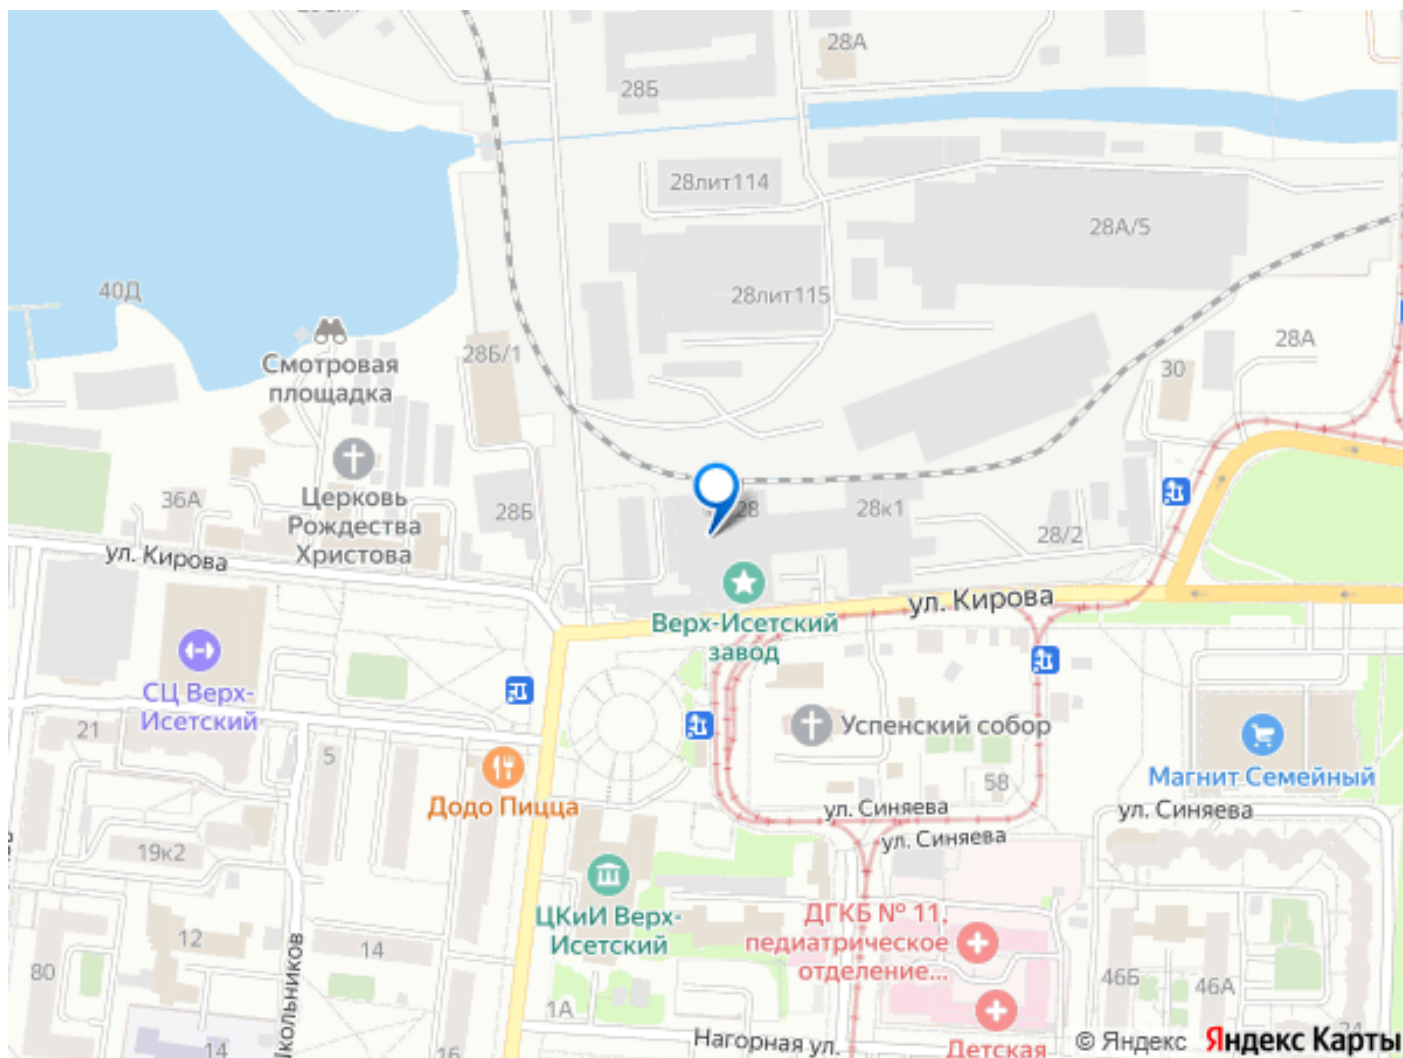 28А
28Б
28лит114
28А/5
40Д
28лит115
Смотровая
площадка
28Б/1
28А
30
36А
Церковь
Рождества
Христова
28Б
28
28к1
28/2
ул. Кирова
ул. Кирова
Верх-Исетский
завод
СЦ Верх-
Исетский
21
5
Додо Пицца
Успенский собор
58
Магнит Семейный
ул. Синяева
ул. Синяева
ул. Синяева
19к2
ЦКиИ Верх-
Исетский
ДГКБ № 11.
педиатрическое
отделение...
12
14
80
1А
46Б
46А
Нагорная ул.
14
16
Детская
© Яндекс
Яндекс Карты